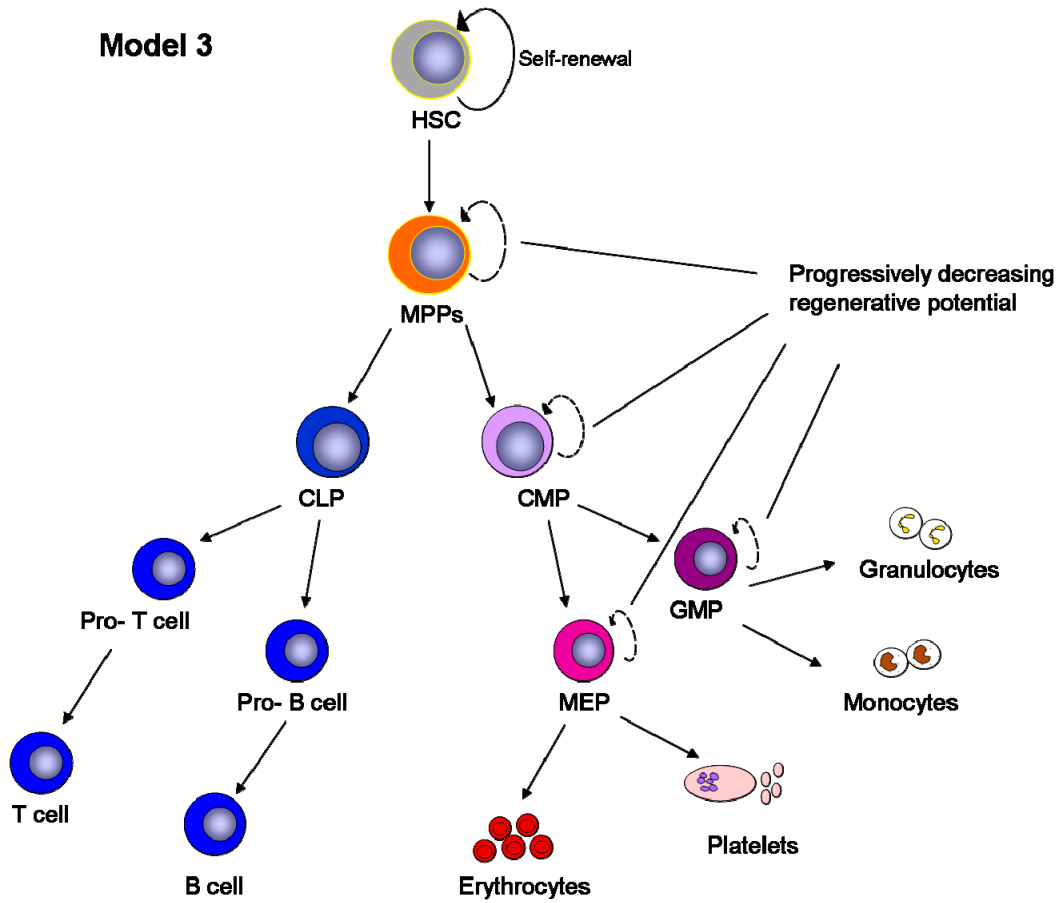 Model 3
Self-renewal
HSC
MPPs
Progressively decreasing
regenerative potential
CLP
CMP
GMP
Granulocytes
Pro- T cell
Pro- B cell
MEP
Monocytes
T cell
B cell
Erythrocytes
Platelets